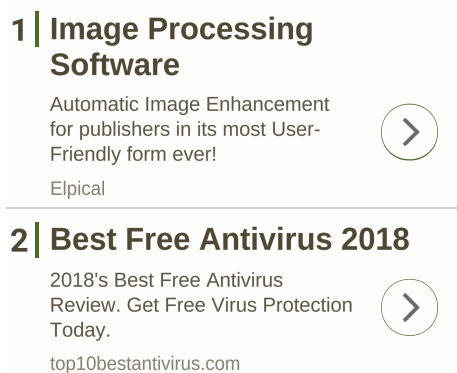 1 Image Processing
Software
Automatic Image Enhancement
for publishers in its most User-
Friendly form ever!
Elpical
2 Best Free Antivirus 2018
2018's Best Free Antivirus
Review. Get Free Virus Protection
Today.
top10bestantivirus.com